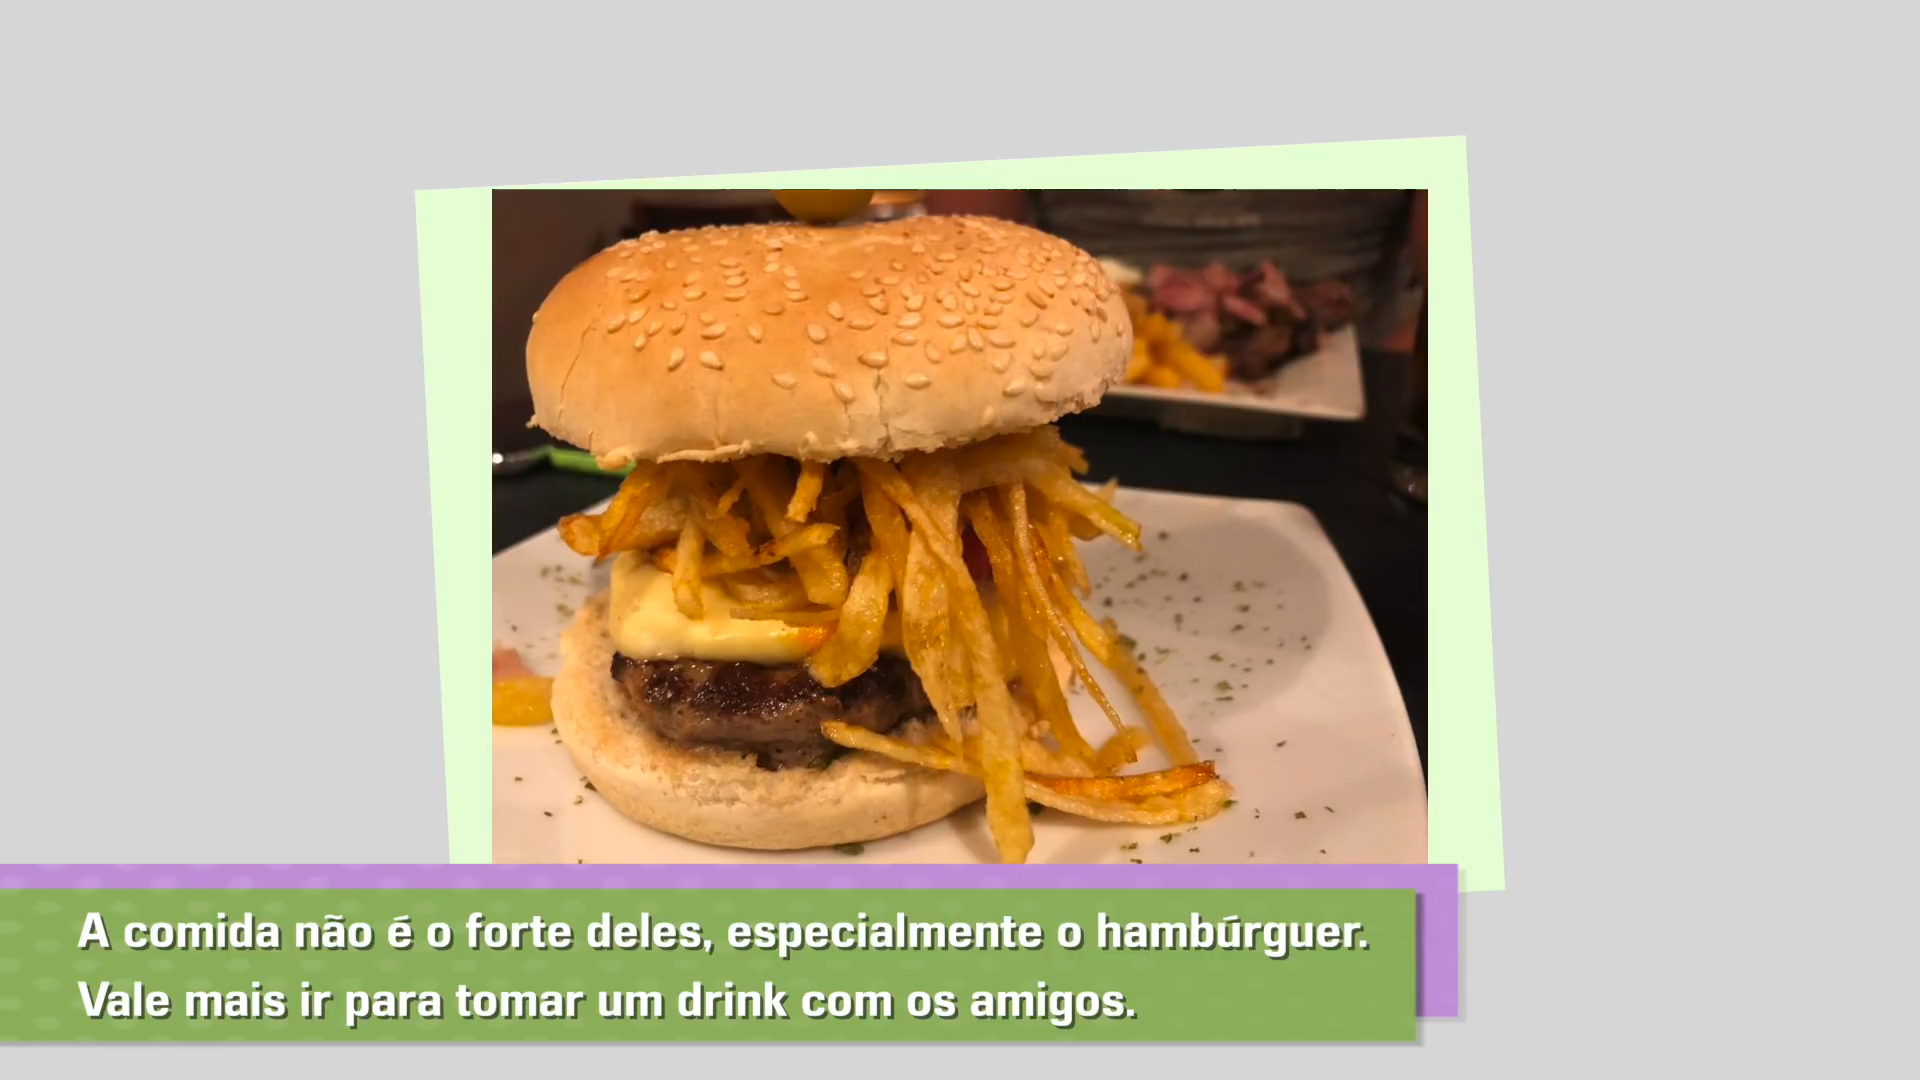 A comida não é o forte deles, especialmente o hambúrguer.
Vale mais ir para tomar um drink com os amigos.